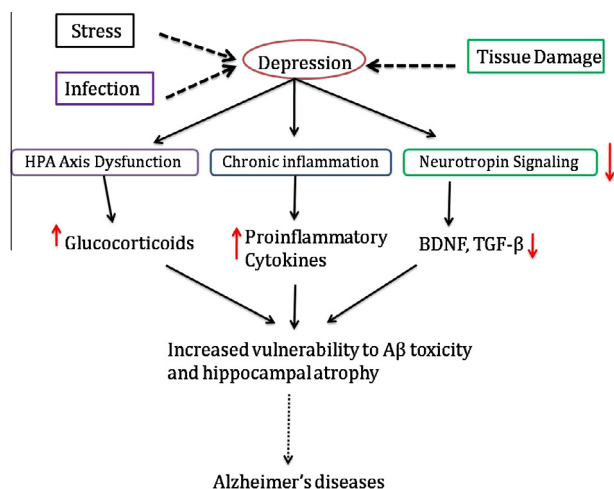 Stress
Depression
Tissue Damage
Infection
HPA Axis Dysfunction
Chronic inflammation
Neurotropin Signaling
Glucocorticoids
Proinflammatory
Cytokines
BDNF, TGF-β
Increased vulnerability to Aβ toxicity
and hippocampal atrophy
Alzheimer's diseases